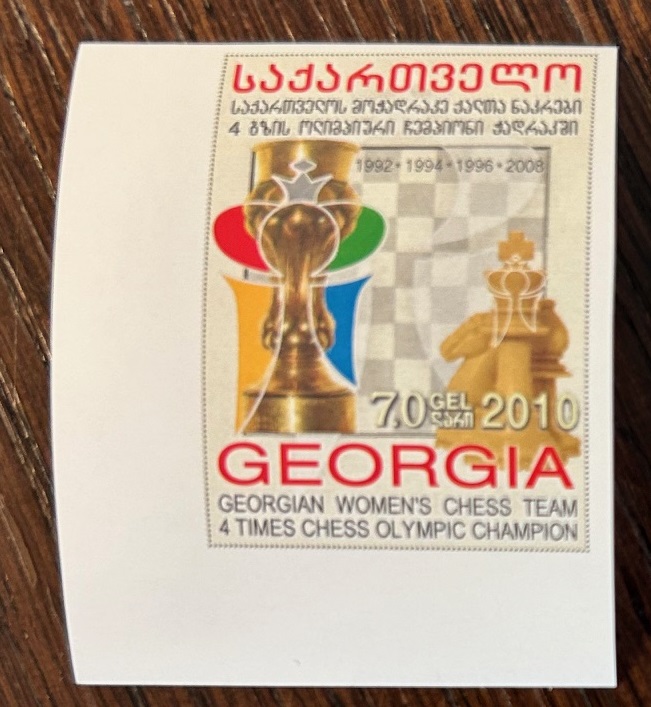 საქართველო
საქართველოს მოჭადრაკე ქალთა ნაკრები
4 გზის ოლიმპიური ჩემპიონი ჭადრაკში
1992 • 1994 • 1996 • 2008
7.0 GEL ლარი 2010
GEORGIA
GEORGIAN WOMEN'S CHESS TEAM
4 TIMES CHESS OLYMPIC CHAMPION